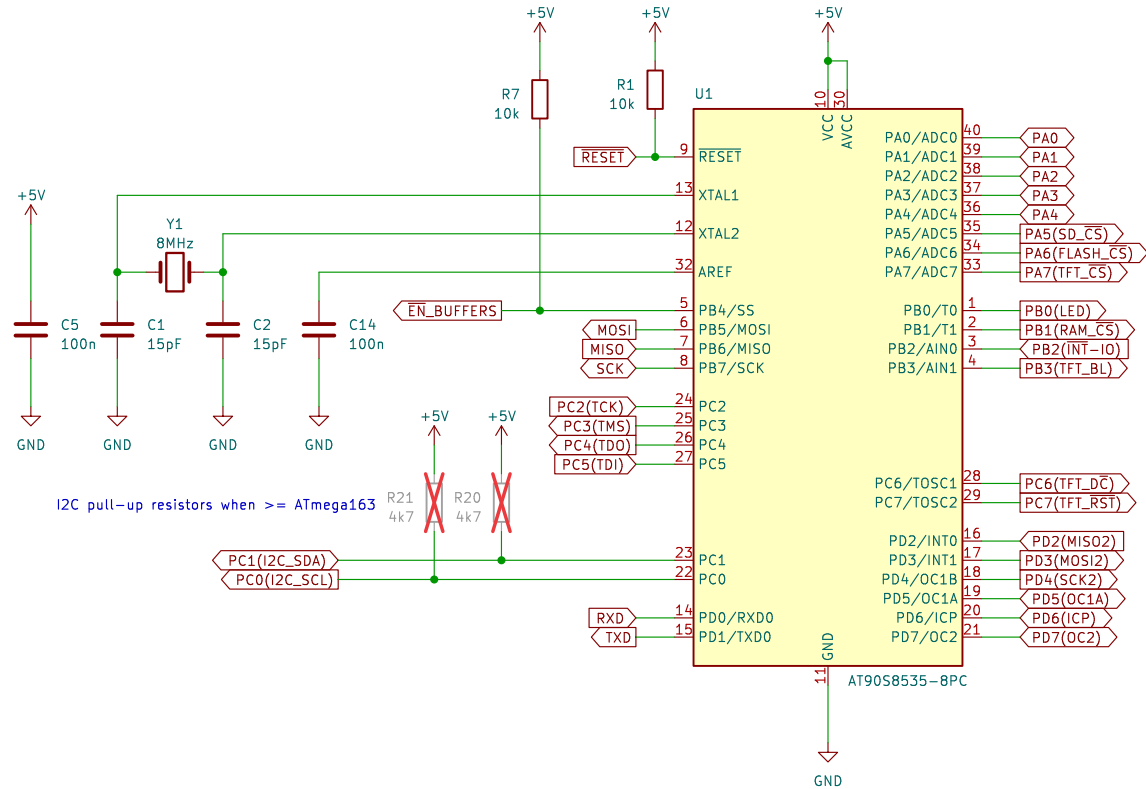 +5V
+5V
+5V
R7
10k
R1
10k
U1
10
30
VCC
AVCC
RESET
9
RESET
13
XTAL1
12
XTAL2
32
AREF
+5V
Y1
8MHz
C5
100n
C1
15pF
C2
15pF
C14
100n
GND
GND
GND
GND
EN_BUFFERS
5
PB4/SS
MOSI
6
PB5/MOSI
MISO
7
PB6/MISO
SCK
8
PB7/SCK
PC2(TCK)
24
PC2
PC3(TMS)
25
PC3
PC4(TDO)
26
PC4
PC5(TDI)
27
PC5
+5V
+5V
I2C pull-up resistors when >= ATmega163
R21
4k7
R20
4k7
PC1(I2C_SDA)
23
PC1
PC0(I2C_SCL)
22
PC0
RXD
14
PD0/RXD0
TXD
15
PD1/TXD0
PA0/ADC0
40
PA0
PA1/ADC1
39
PA1
PA2/ADC2
38
PA2
PA3/ADC3
37
PA3
PA4/ADC4
36
PA4
PA5/ADC5
35
PA5(SD_CS)
PA6/ADC6
34
PA6(FLASH_CS)
PA7/ADC7
33
PA7(TFT_CS)
PB0/T0
1
PB0(LED)
PB1/T1
2
PB1(RAM_CS)
PB2/AIN0
3
PB2(INT-IO)
PB3/AIN1
4
PB3(TFT_BL)
PC6/TOSC1
28
PC6(TFT_DC)
PC7/TOSC2
29
PC7(TFT_RST)
PD2/INT0
16
PD2(MISO2)
PD3/INT1
17
PD3(MOSI2)
PD4/OC1B
18
PD4(SCK2)
PD5/OC1A
19
PD5(OC1A)
PD6/ICP
20
PD6(ICP)
PD7/OC2
21
PD7(OC2)
GND
11
AT90S8535-8PC
GND